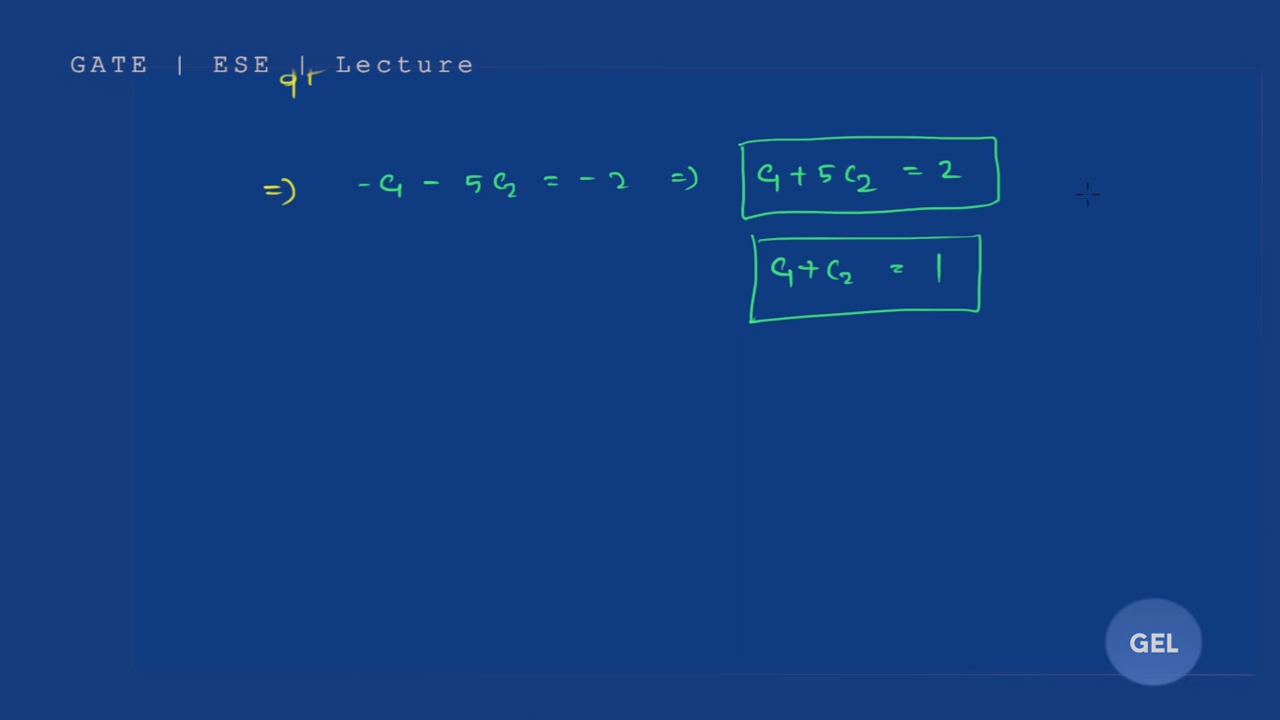 GATE | ESE | Lecture
=> -C₁ - 5C₂ = -2 => C₁ + 5C₂ = 2
C₁ + C₂ = 1
GEL